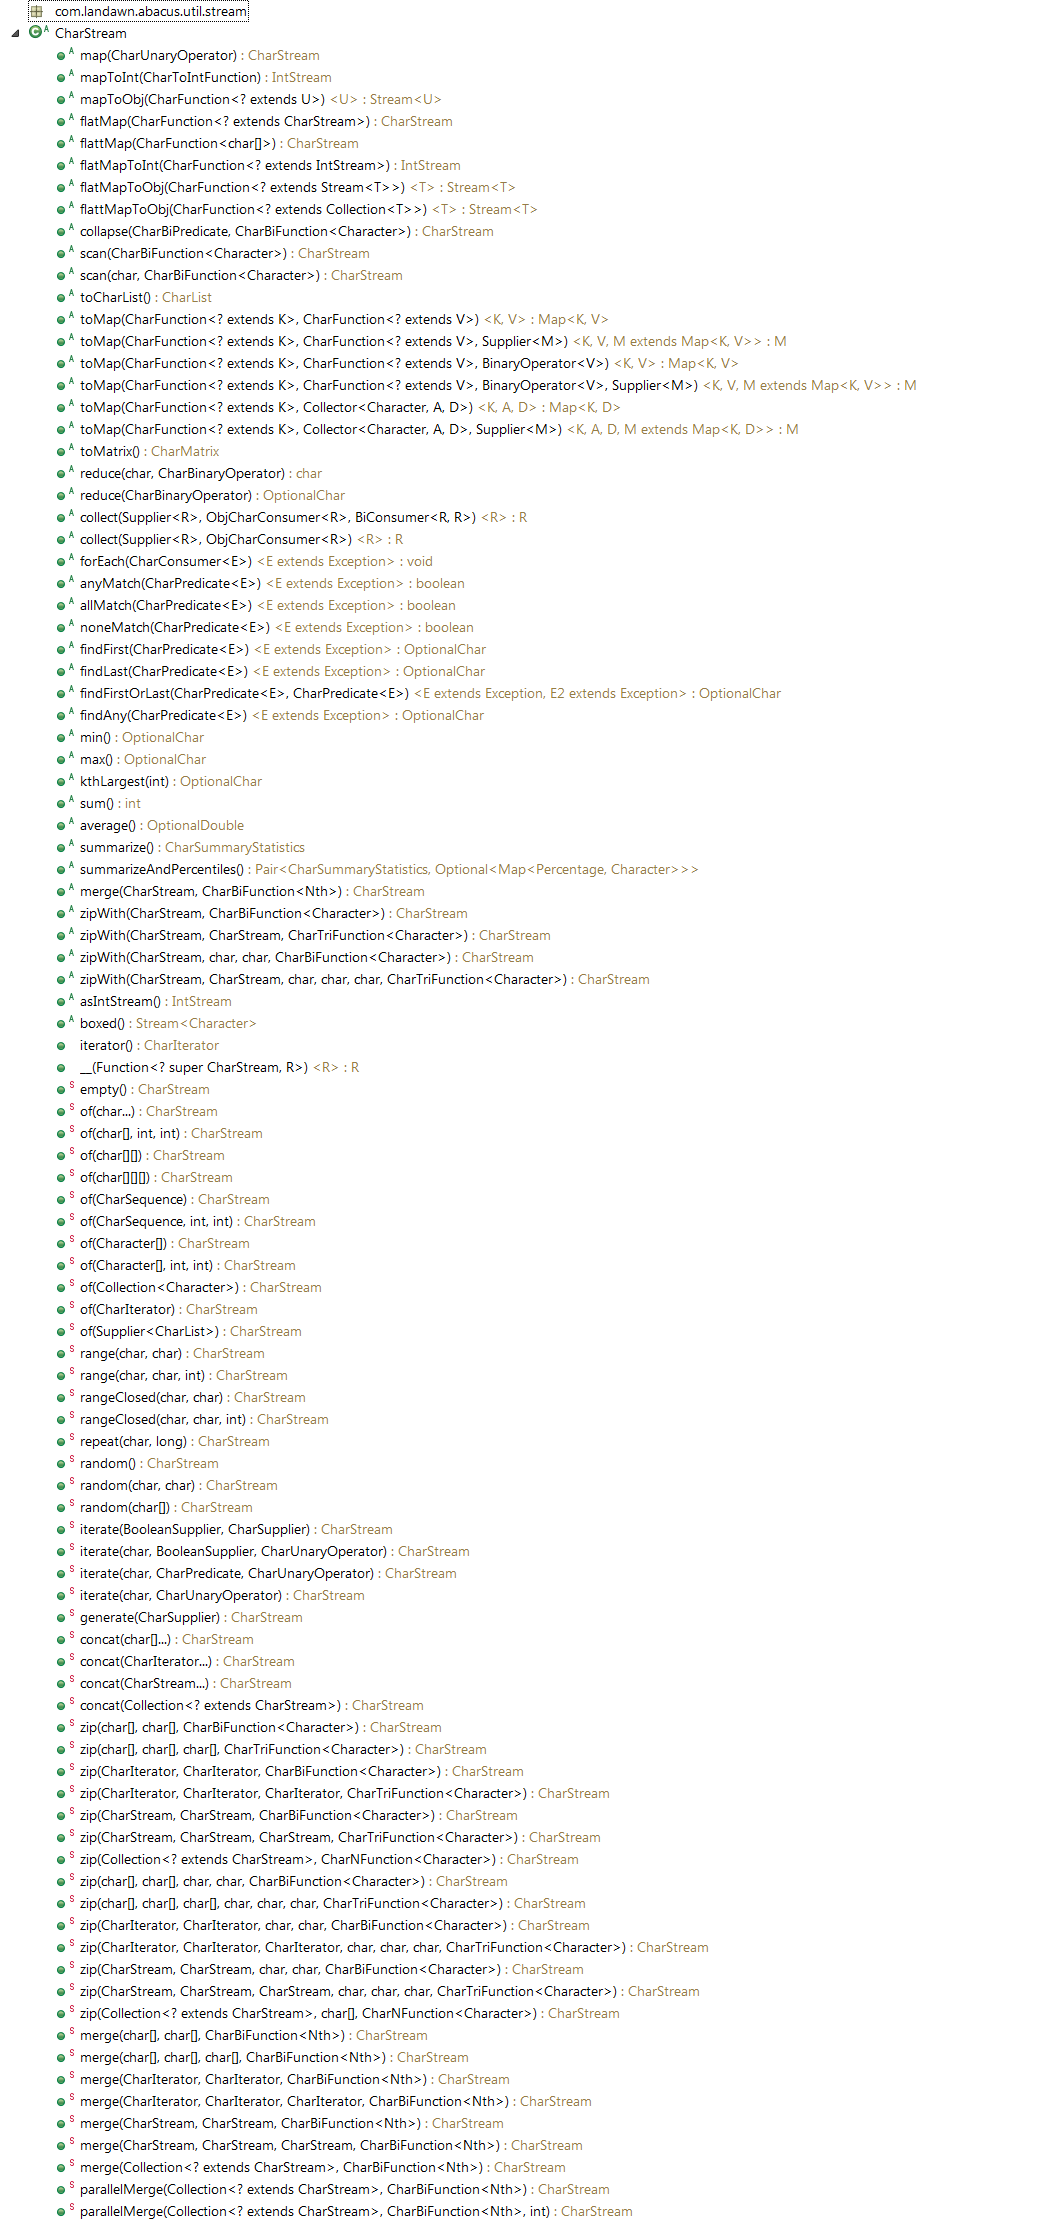 com.landawn.abacus.util.stream
CharStream
map(CharUnaryOperator) : CharStream
mapToInt(CharToIntFunction) : IntStream
mapToObj(CharFunction<? extends U>) <U> : Stream<U>
flatMap(CharFunction<? extends CharStream>) : CharStream
flattMap(CharFunction<char[]>) : CharStream
flatMapToInt(CharFunction<? extends IntStream>) : IntStream
flatMapToObj(CharFunction<? extends Stream<T>>) <T> : Stream<T>
flattMapToObj(CharFunction<? extends Collection<T>>) <T> : Stream<T>
collapse(CharBiPredicate, CharBiFunction<Character>) : CharStream
scan(CharBiFunction<Character>) : CharStream
scan(char, CharBiFunction<Character>) : CharStream
toCharList() : CharList
toMap(CharFunction<? extends K>, CharFunction<? extends V>) <K, V> : Map<K, V>
toMap(CharFunction<? extends K>, CharFunction<? extends V>, Supplier<M>) <K, V, M extends Map<K, V>> : M
toMap(CharFunction<? extends K>, CharFunction<? extends V>, BinaryOperator<V>) <K, V> : Map<K, V>
toMap(CharFunction<? extends K>, CharFunction<? extends V>, BinaryOperator<V>, Supplier<M>) <K, V, M extends Map<K, V>> : M
toMap(CharFunction<? extends K>, Collector<Character, A, D>) <K, A, D> : Map<K, D>
toMap(CharFunction<? extends K>, Collector<Character, A, D>, Supplier<M>) <K, A, D, M extends Map<K, D>> : M
toMatrix() : CharMatrix
reduce(char, CharBinaryOperator) : char
reduce(CharBinaryOperator) : OptionalChar
collect(Supplier<R>, ObjCharConsumer<R>, BiConsumer<R, R>) <R> : R
collect(Supplier<R>, ObjCharConsumer<R>) <R> : R
forEach(CharConsumer<E>) <E extends Exception> : void
anyMatch(CharPredicate<E>) <E extends Exception> : boolean
allMatch(CharPredicate<E>) <E extends Exception> : boolean
noneMatch(CharPredicate<E>) <E extends Exception> : boolean
findFirst(CharPredicate<E>) <E extends Exception> : OptionalChar
findLast(CharPredicate<E>) <E extends Exception> : OptionalChar
findFirstOrLast(CharPredicate<E>, CharPredicate<E>) <E extends Exception, E2 extends Exception> : OptionalChar
findAny(CharPredicate<E>) <E extends Exception> : OptionalChar
min() : OptionalChar
max() : OptionalChar
kthLargest(int) : OptionalChar
sum() : int
average() : OptionalDouble
summarize() : CharSummaryStatistics
summarizeAndPercentiles() : Pair<CharSummaryStatistics, Optional<Map<Percentage, Character>>>
merge(CharStream, CharBiFunction<Nth>) : CharStream
zipWith(CharStream, CharBiFunction<Character>) : CharStream
zipWith(CharStream, CharStream, CharTriFunction<Character>) : CharStream
zipWith(CharStream, char, char, CharBiFunction<Character>) : CharStream
zipWith(CharStream, CharStream, char, char, char, CharTriFunction<Character>) : CharStream
asIntStream() : IntStream
boxed() : Stream<Character>
iterator() : CharIterator
__(Function<? super CharStream, R>) <R> : R
empty() : CharStream
of(char...) : CharStream
of(char[], int, int) : CharStream
of(char[][]) : CharStream
of(char[][][]) : CharStream
of(CharSequence) : CharStream
of(CharSequence, int, int) : CharStream
of(Character[]) : CharStream
of(Character[], int, int) : CharStream
of(Collection<Character>) : CharStream
of(CharIterator) : CharStream
of(Supplier<CharList>) : CharStream
range(char, char) : CharStream
range(char, char, int) : CharStream
rangeClosed(char, char) : CharStream
rangeClosed(char, char, int) : CharStream
repeat(char, long) : CharStream
random() : CharStream
random(char, char) : CharStream
random(char[]) : CharStream
iterate(BooleanSupplier, CharSupplier) : CharStream
iterate(char, BooleanSupplier, CharUnaryOperator) : CharStream
iterate(char, CharPredicate, CharUnaryOperator) : CharStream
iterate(char, CharUnaryOperator) : CharStream
generate(CharSupplier) : CharStream
concat(char[]...) : CharStream
concat(CharIterator...) : CharStream
concat(CharStream...) : CharStream
concat(Collection<? extends CharStream>) : CharStream
zip(char[], char[], CharBiFunction<Character>) : CharStream
zip(char[], char[], char[], CharTriFunction<Character>) : CharStream
zip(CharIterator, CharIterator, CharBiFunction<Character>) : CharStream
zip(CharIterator, CharIterator, CharIterator, CharTriFunction<Character>) : CharStream
zip(CharStream, CharStream, CharBiFunction<Character>) : CharStream
zip(CharStream, CharStream, CharStream, CharTriFunction<Character>) : CharStream
zip(Collection<? extends CharStream>, CharNFunction<Character>) : CharStream
zip(char[], char[], char, char, CharBiFunction<Character>) : CharStream
zip(char[], char[], char[], char, char, char, CharTriFunction<Character>) : CharStream
zip(CharIterator, CharIterator, char, char, CharBiFunction<Character>) : CharStream
zip(CharIterator, CharIterator, CharIterator, char, char, char, CharTriFunction<Character>) : CharStream
zip(CharStream, CharStream, char, char, CharBiFunction<Character>) : CharStream
zip(CharStream, CharStream, CharStream, char, char, char, CharTriFunction<Character>) : CharStream
zip(Collection<? extends CharStream>, char[], CharNFunction<Character>) : CharStream
merge(char[], char[], CharBiFunction<Nth>) : CharStream
merge(char[], char[], char[], CharBiFunction<Nth>) : CharStream
merge(CharIterator, CharIterator, CharBiFunction<Nth>) : CharStream
merge(CharIterator, CharIterator, CharIterator, CharBiFunction<Nth>) : CharStream
merge(CharStream, CharStream, CharBiFunction<Nth>) : CharStream
merge(CharStream, CharStream, CharStream, CharBiFunction<Nth>) : CharStream
merge(Collection<? extends CharStream>, CharBiFunction<Nth>) : CharStream
parallelMerge(Collection<? extends CharStream>, CharBiFunction<Nth>) : CharStream
parallelMerge(Collection<? extends CharStream>, CharBiFunction<Nth>, int) : CharStream